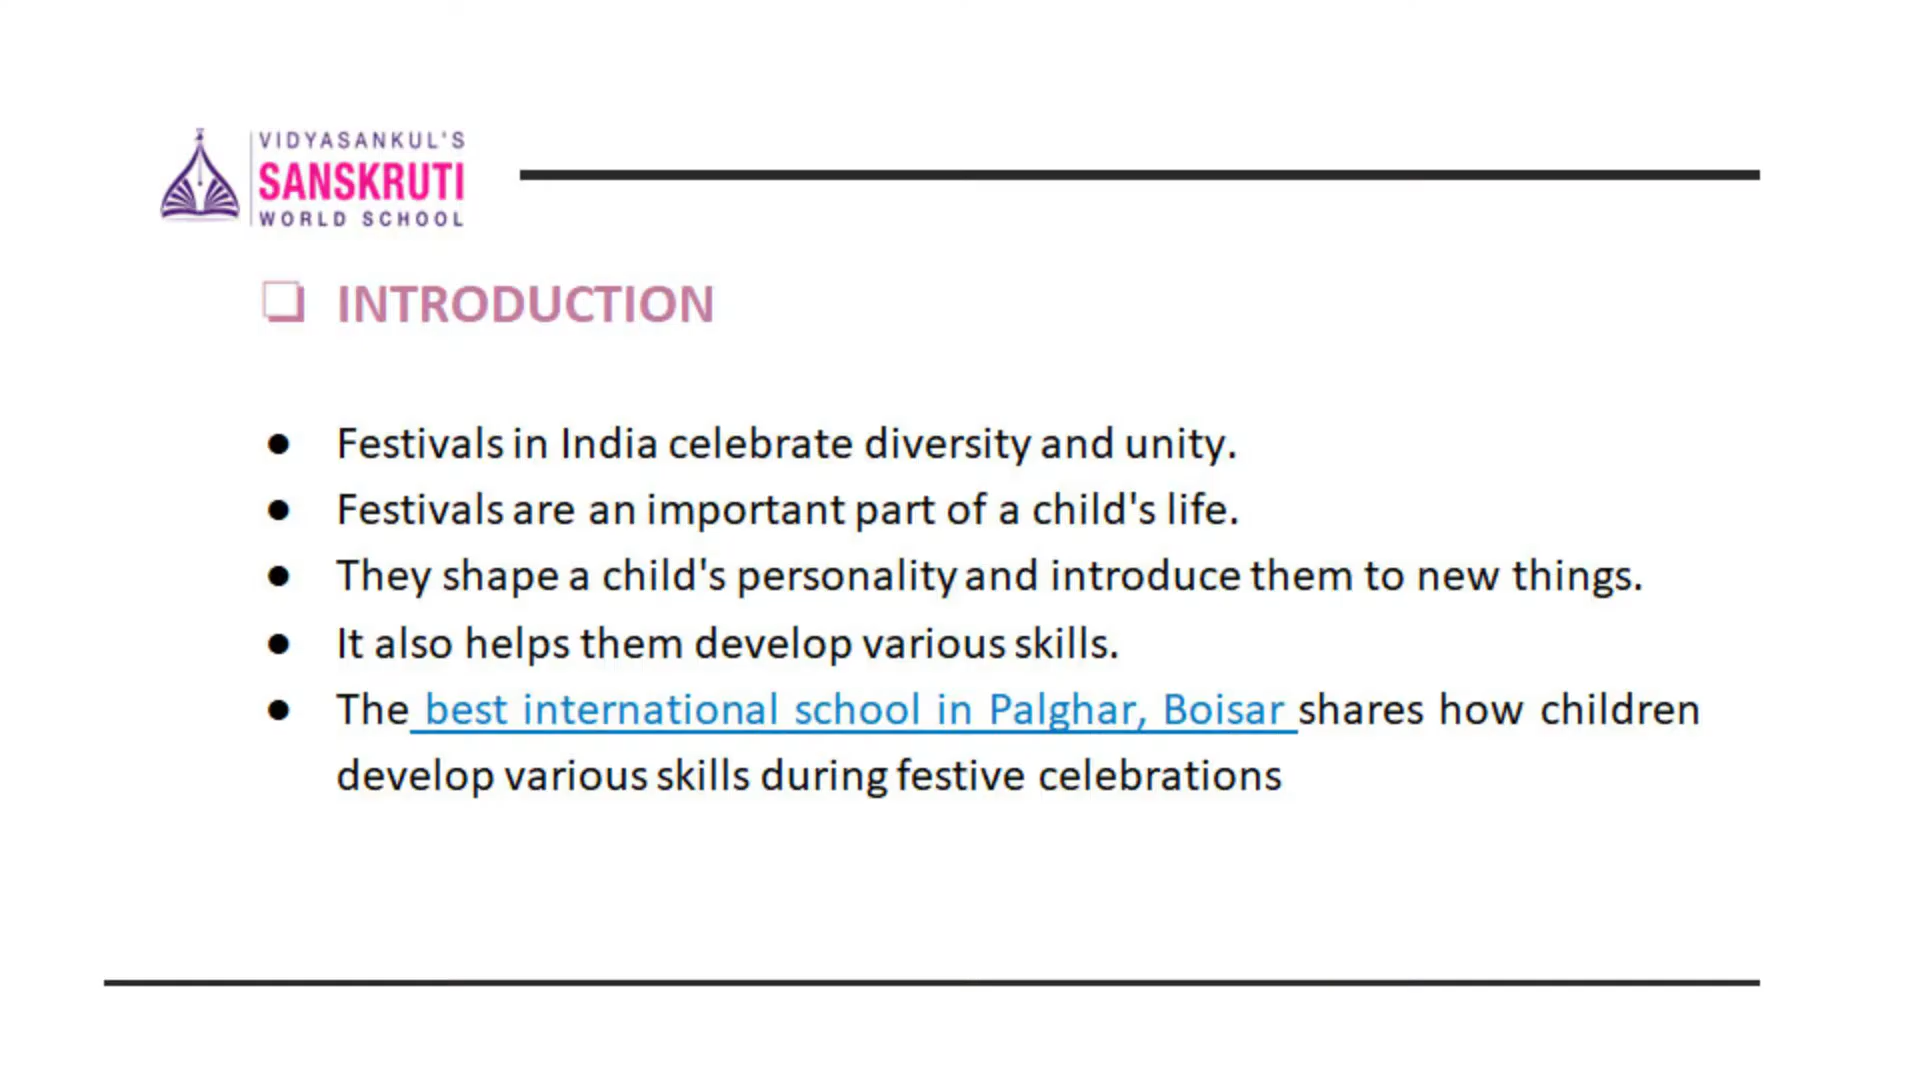 VIDYASANKUL'S
SANSKRUTI
WORLD SCHOOL
❏ INTRODUCTION
● Festivals in India celebrate diversity and unity.
● Festivals are an important part of a child's life.
● They shape a child's personality and introduce them to new things.
● It also helps them develop various skills.
● The best international school in Palghar, Boisar shares how children
develop various skills during festive celebrations